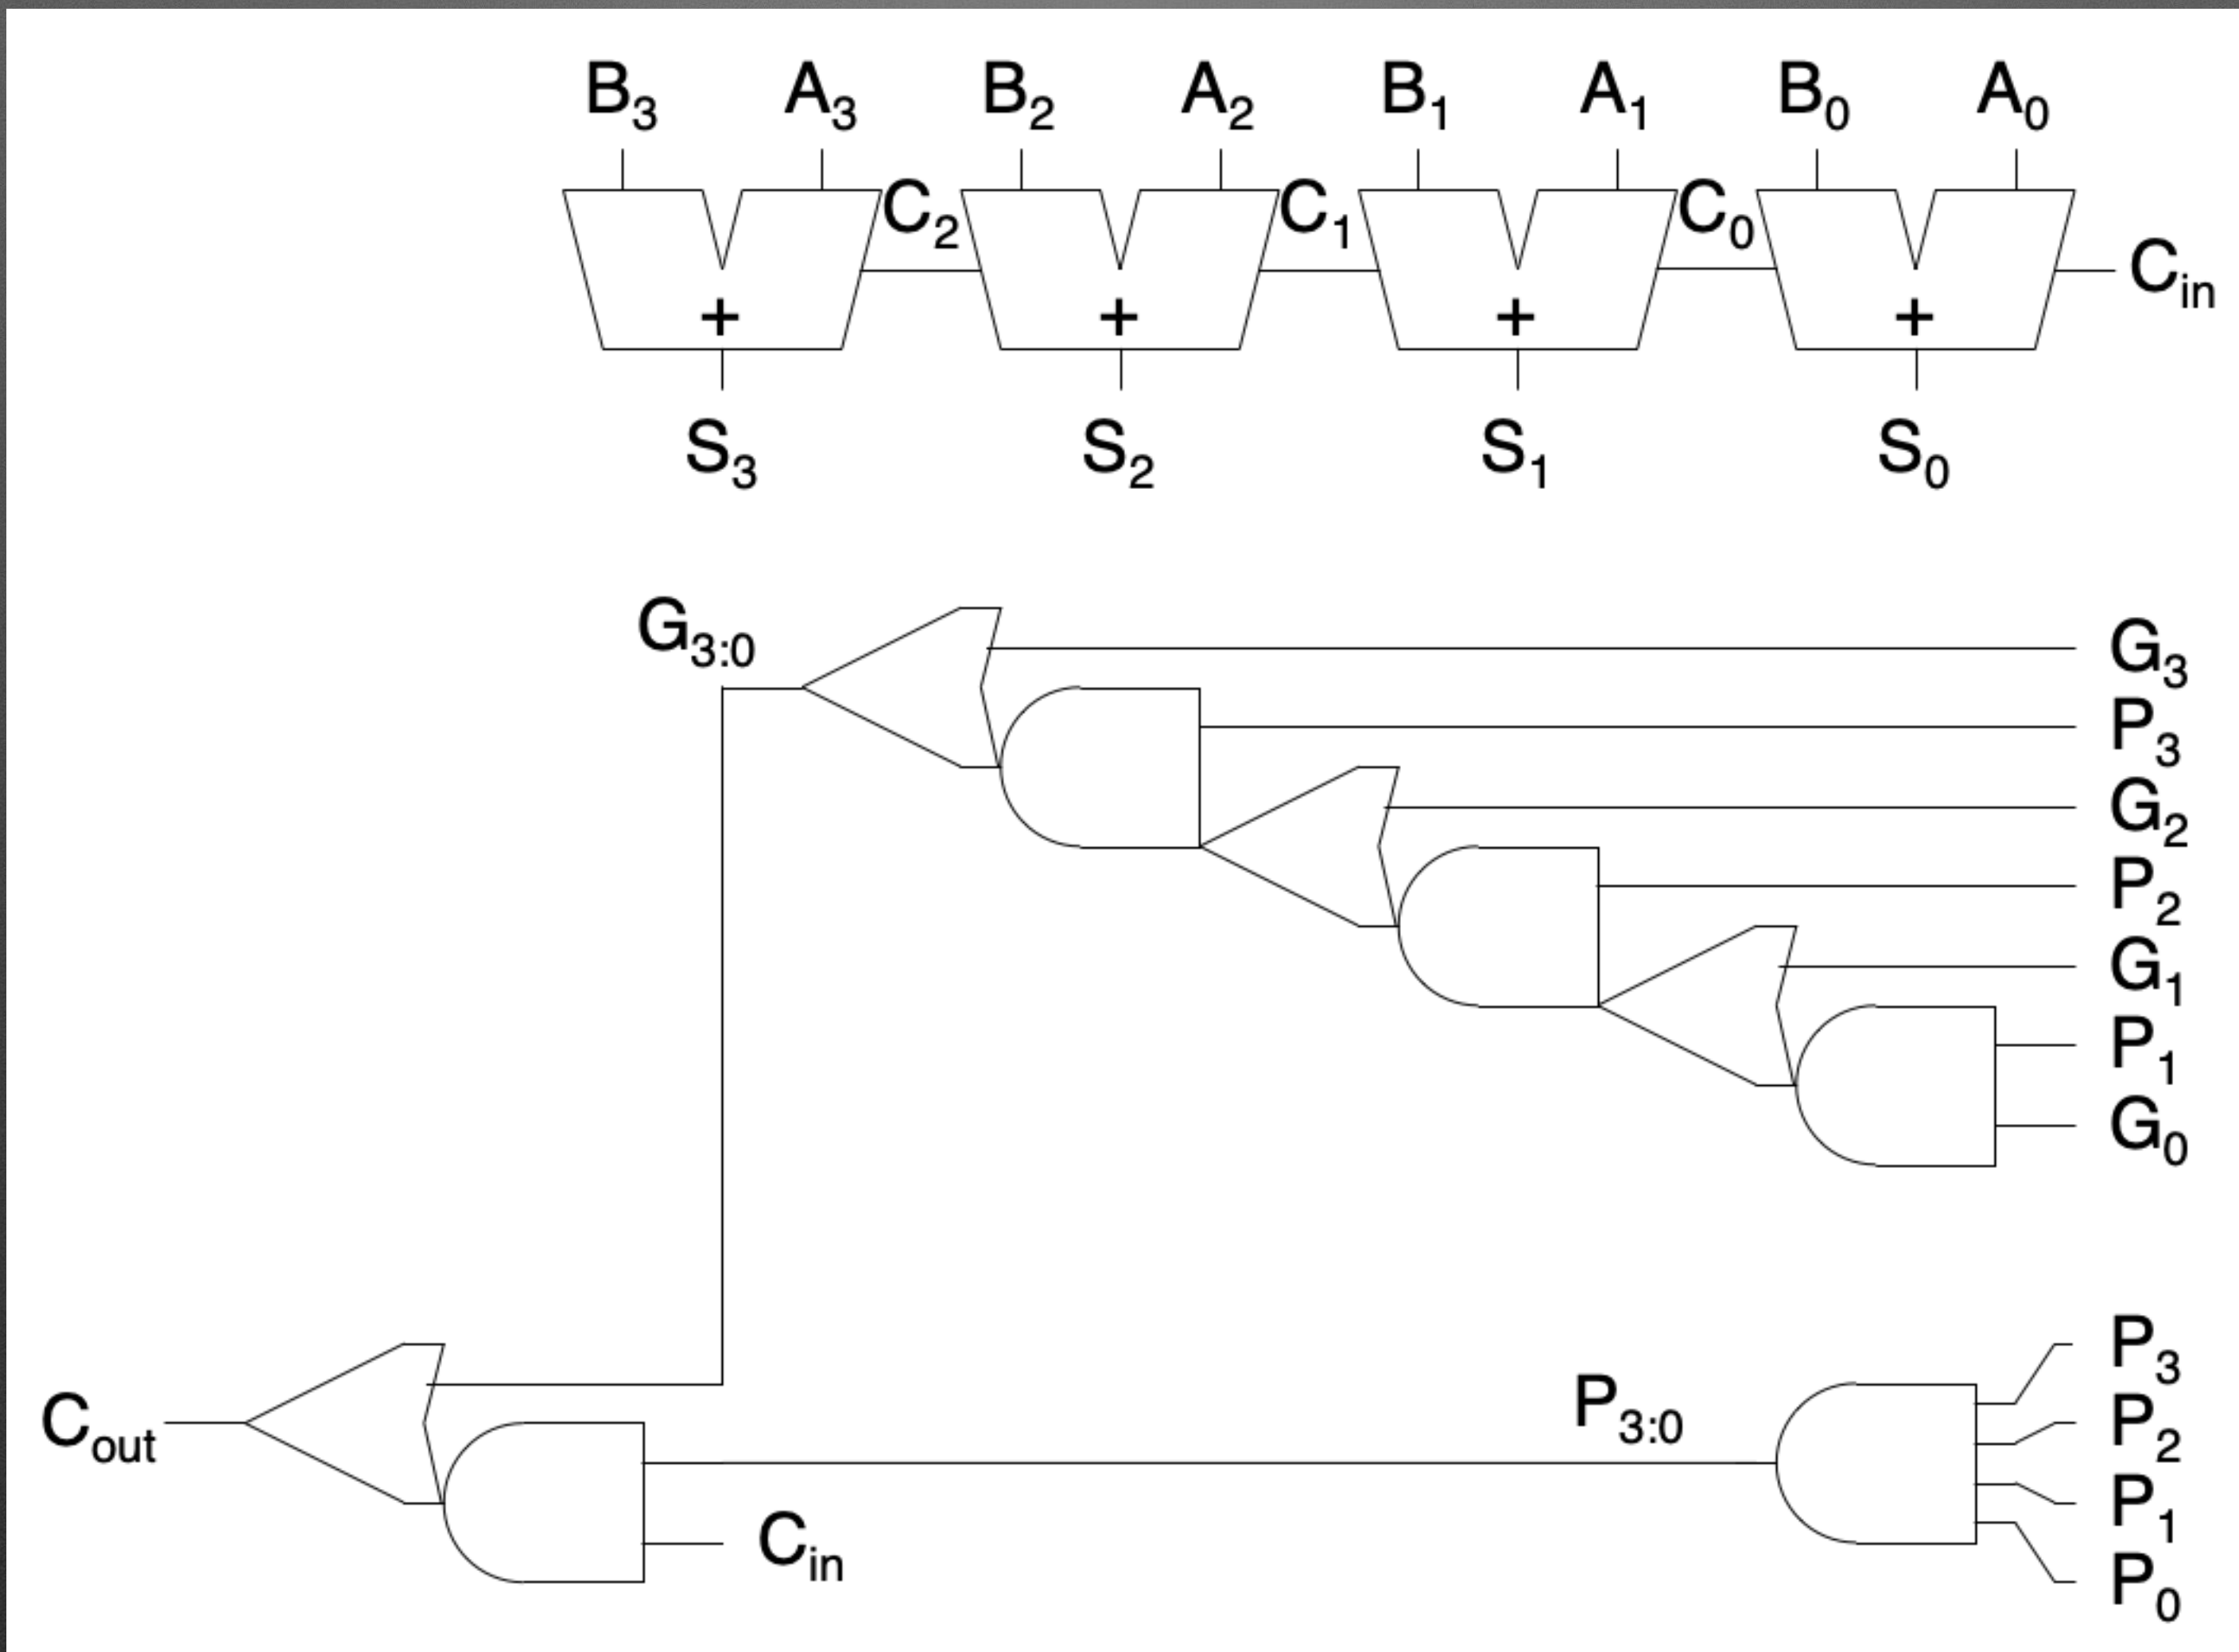 B3 A3 B2 A2 B1 A1 B0 A0
C2 C1 C0 Cin
+ + + +
S3 S2 S1 S0
G3:0 G3
P3
G2
P2
G1
P1
G0
P3
P3:0 P2
Cout P1
Cin P0